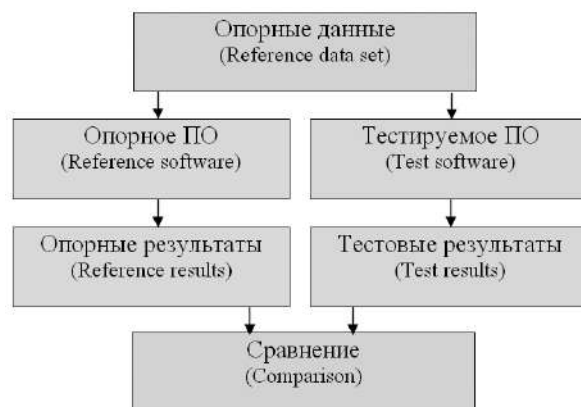 Опорные данные
(Reference data set)
Опорное ПО
(Reference software)
Тестируемое ПО
(Test software)
Опорные результаты
(Reference results)
Тестовые результаты
(Test results)
Сравнение
(Comparison)